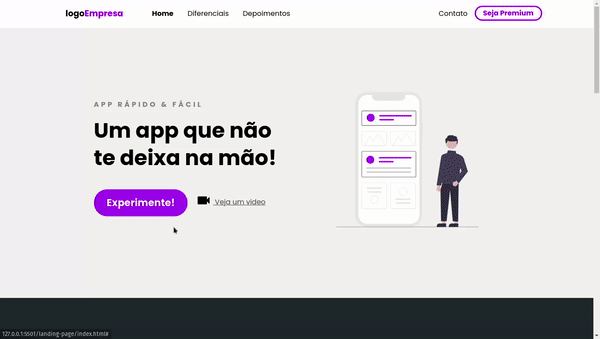 logoEmpresa Home Diferenciais Depoimentos Contato Seja Premium
APP RÁPIDO & FÁCIL
Um app que não
te deixa na mão!
Experimente! Veja um video
127.0.0.1:5501/landing-page/index.html#